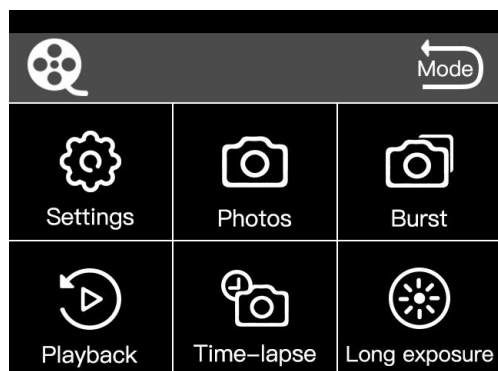 Mode
Settings
Photos
Burst
Playback
Time-lapse
Long exposure